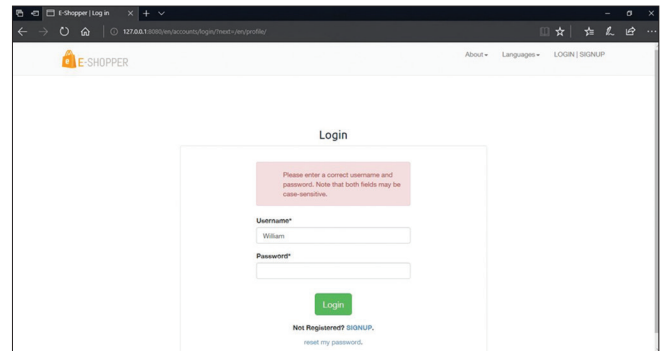 E-Shopper | Log in
127.0.0.1:8080/en/accounts/login/?next=/en/profile/
E-SHOPPER
About
Languages
LOGIN | SIGNUP
Login
Please enter a correct username and
password. Note that both fields may be
case-sensitive.
Username*
William
Password*
Login
Not Registered? SIGNUP.
reset my password.